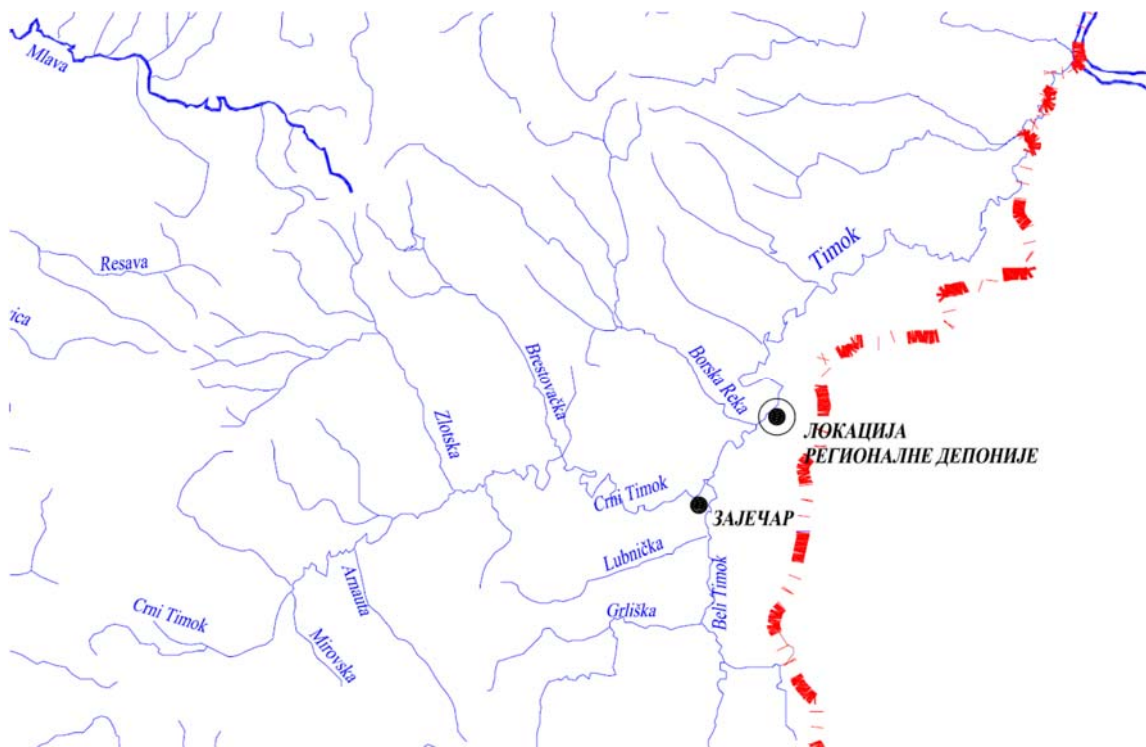 Mlava
Timok
Resava
rica
Brestovačka
Borska Reka
Zlotska
ЛОКАЦИЈА
РЕГИОНАЛНЕ ДЕПОНИЈЕ
Crni Timok
ЗАЈЕЧАР
Lubnička
Arnauta
Beli Timok
Grliška
Crni Timok
Mirovska